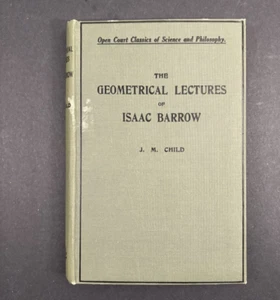 Open Court Classics of Science and Philosophy.
THE
GEOMETRICAL LECTURES
OF
ISAAC BARROW
J. M. CHILD